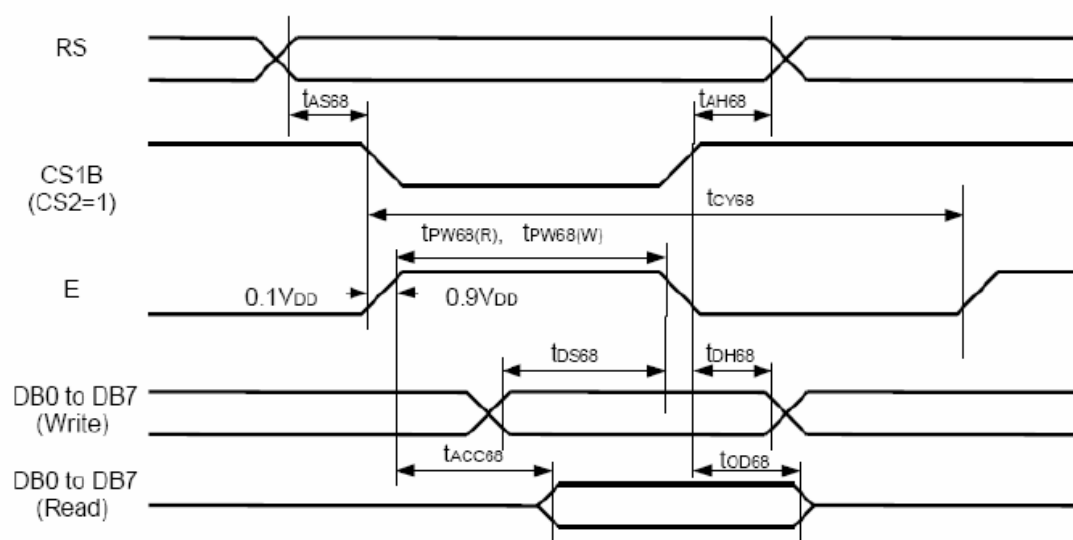 RS
tAS68
tAH68
CS1B
(CS2=1)
tCY68
tPW68(R), tPW68(W)
E
0.1VDD
0.9VDD
tDS68
tDH68
DB0 to DB7
(Write)
tACC68
tOD68
DB0 to DB7
(Read)